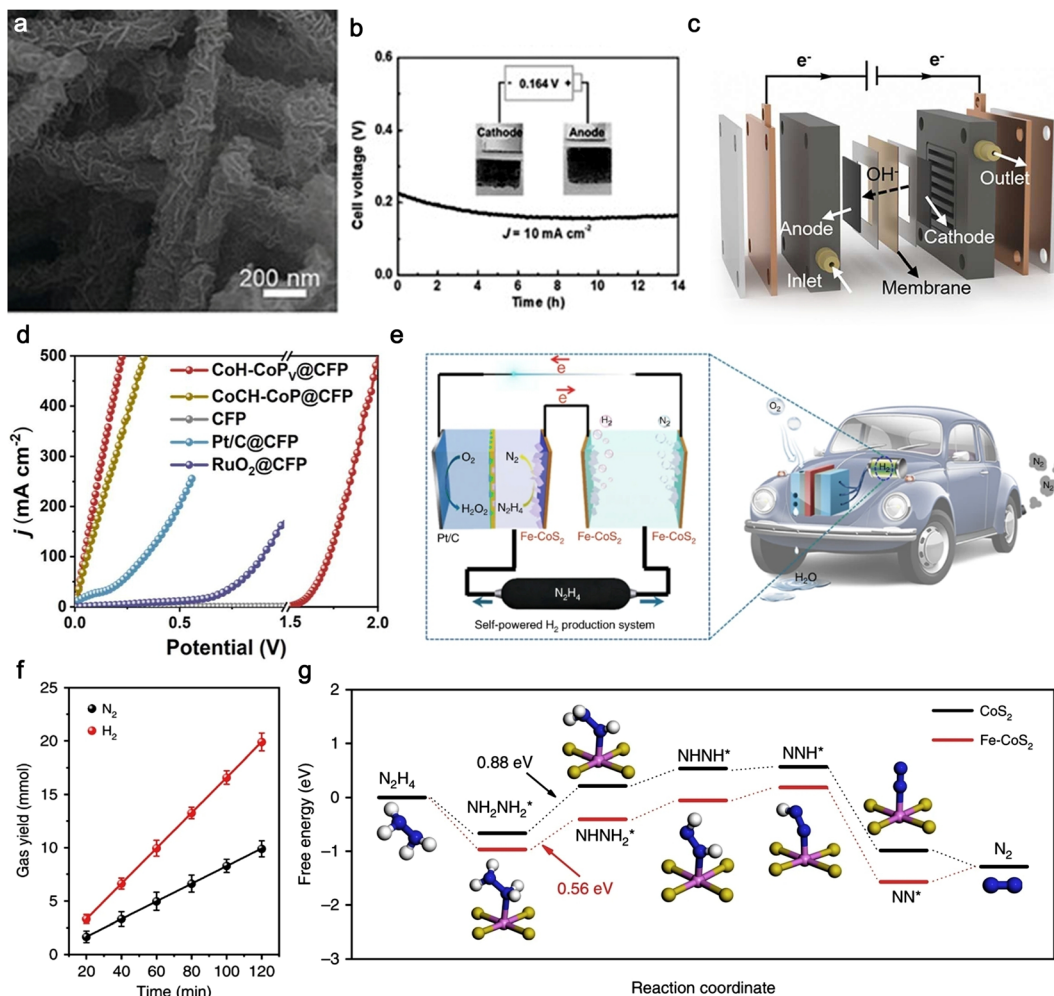 a
200 nm
b
Cell voltage (V)
0.6
0.4
0.2
0.0
- 0.164 V +
Cathode
Anode
J = 10 mA cm⁻²
0 2 4 6 8 10 12 14
Time (h)
c
e⁻
e⁻
OH⁻
Outlet
Anode
Cathode
Inlet
Membrane
d
j (mA cm⁻²)
500
400
300
200
100
0
CoH-CoPV@CFP
CoCH-CoP@CFP
CFP
Pt/C@CFP
RuO₂@CFP
0.0 0.5 1.5 2.0
Potential (V)
e
e
e
H₂
N₂
O₂
N₂
H₂O₂
N₂H₄
Pt/C
Fe-CoS₂
Fe-CoS₂
Fe-CoS₂
N₂H₄
Self-powered H₂ production system
O₂
H₂
N₂
N₂
H₂O
f
Gas yield (mmol)
25
20
15
10
5
0
N₂
H₂
20 40 60 80 100 120
Time (min)
g
Free energy (eV)
2
1
0
−1
−2
−3
CoS₂
Fe-CoS₂
N₂H₄
NH₂NH₂*
0.88 eV
0.56 eV
NHNH₂*
NHNH*
NNH*
NN*
N₂
Reaction coordinate